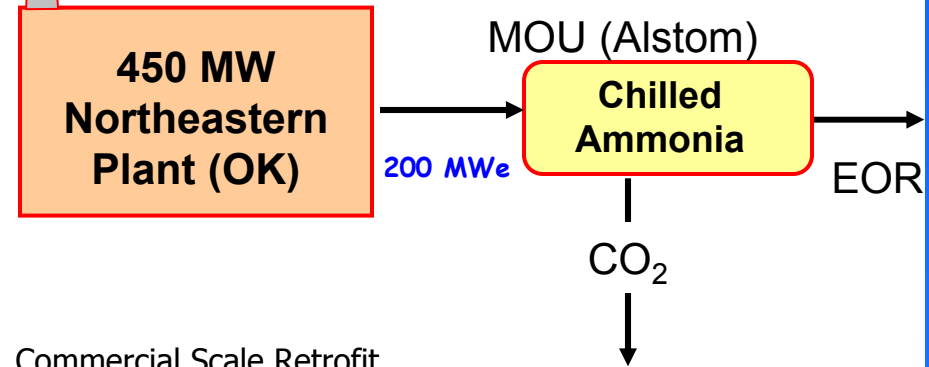 MOU (Alstom)
450 MW
Northeastern
Plant (OK)
200 MWe
Chilled
Ammonia
EOR
CO₂
Commercial Scale Retrofit